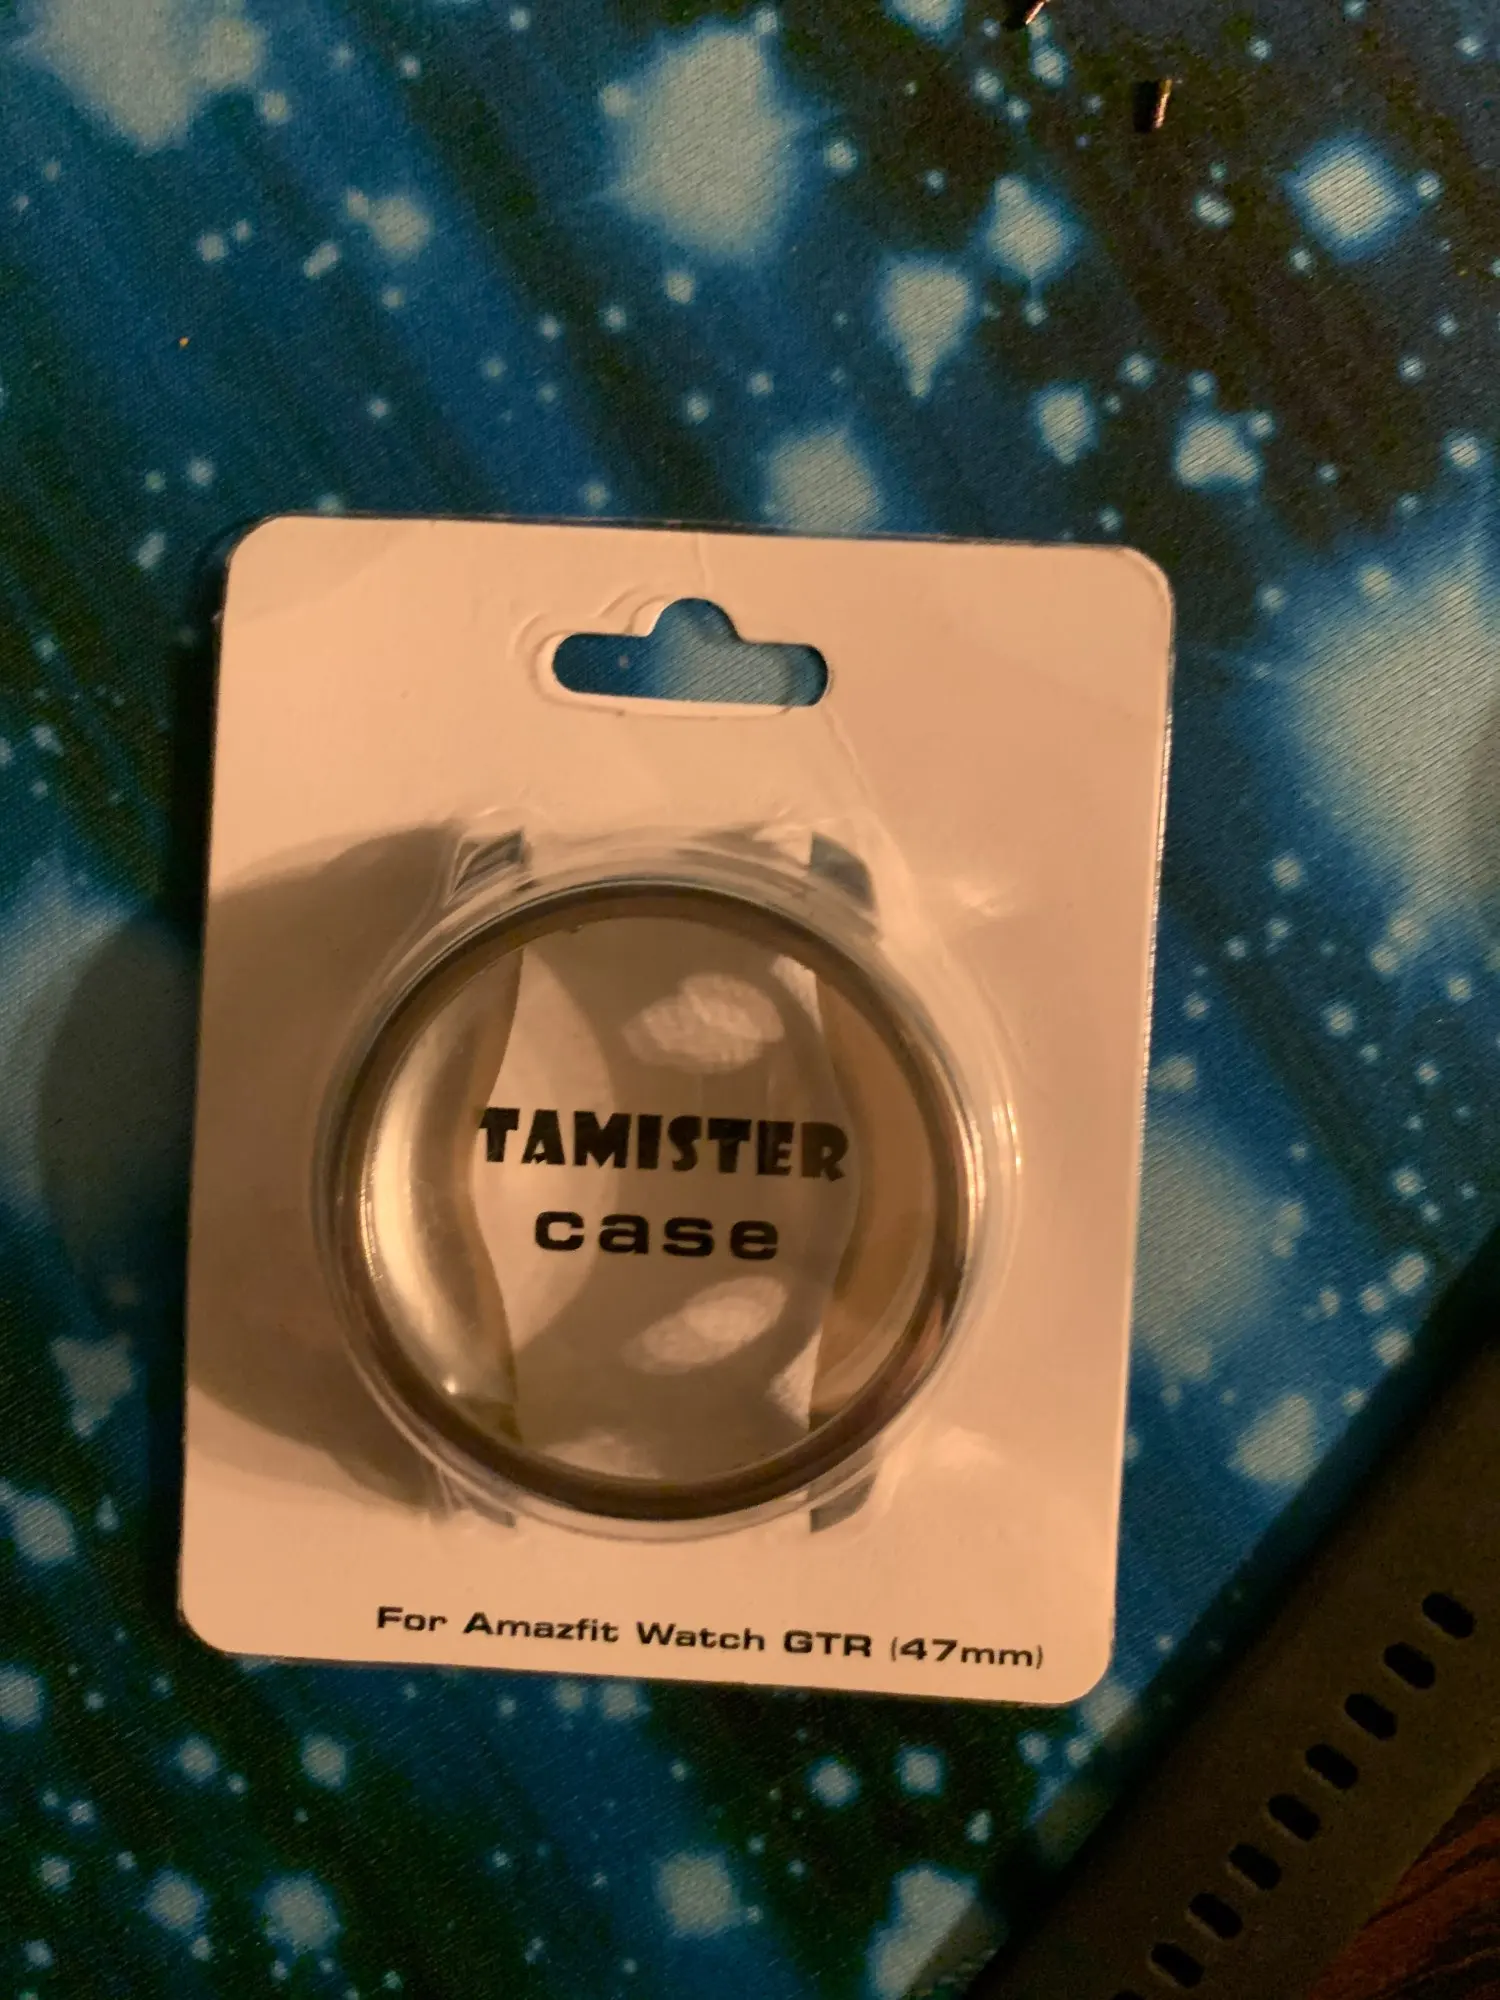 TAMISTER
case
For Amazfit Watch GTR (47mm)